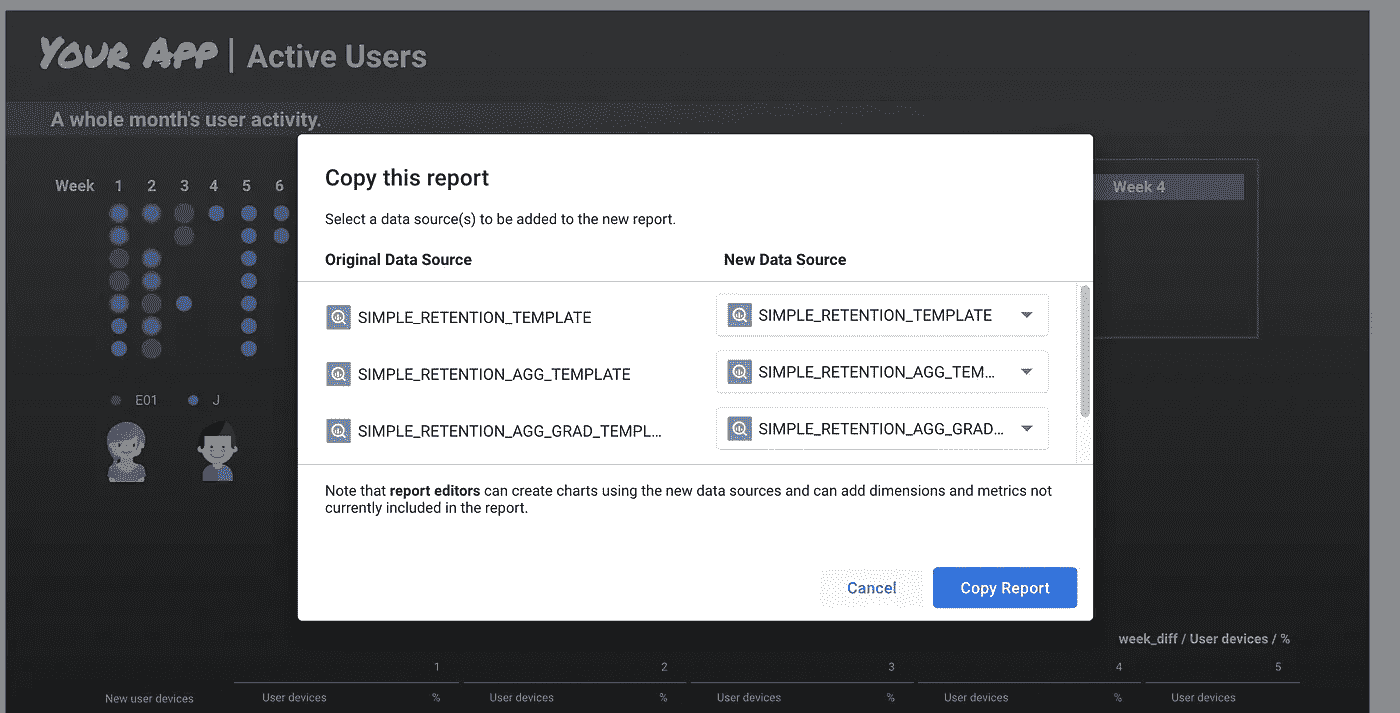 Your App | Active Users
A whole month's user activity.
Week 1 2 3 4 5 6
Week 4
E01 J
Copy this report
Select a data source(s) to be added to the new report.
Original Data Source New Data Source
SIMPLE_RETENTION_TEMPLATE SIMPLE_RETENTION_TEMPLATE
SIMPLE_RETENTION_AGG_TEMPLATE SIMPLE_RETENTION_AGG_TEM...
SIMPLE_RETENTION_AGG_GRAD_TEMPL... SIMPLE_RETENTION_AGG_GRAD...
Note that report editors can create charts using the new data sources and can add dimensions and metrics not
currently included in the report.
Cancel Copy Report
week_diff / User devices / %
1 2 3 4 5
New user devices User devices % User devices % User devices % User devices % User devices